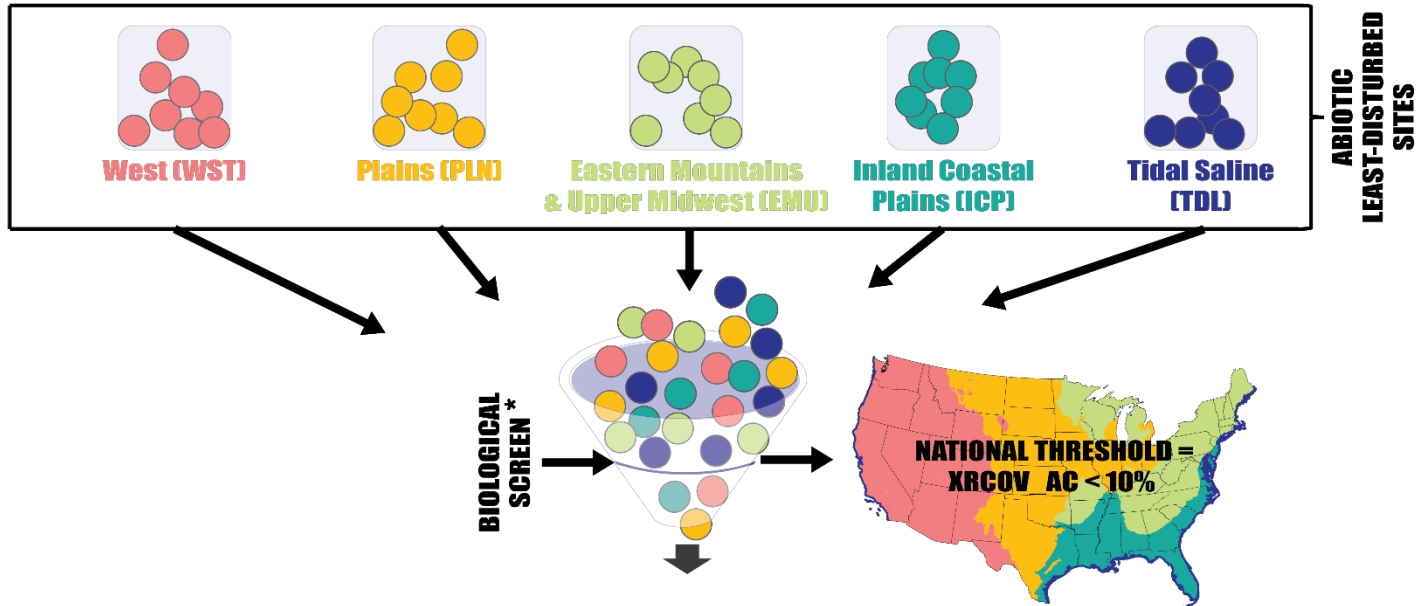 West (WST)
Plains (PLN)
Eastern Mountains
& Upper Midwest (EMU)
Inland Coastal
Plains (ICP)
Tidal Saline
(TDL)
ABIOTIC
LEAST-DISTURBED
SITES
BIOLOGICAL
SCREEN *
NATIONAL THRESHOLD =
XRCOV_AC < 10%